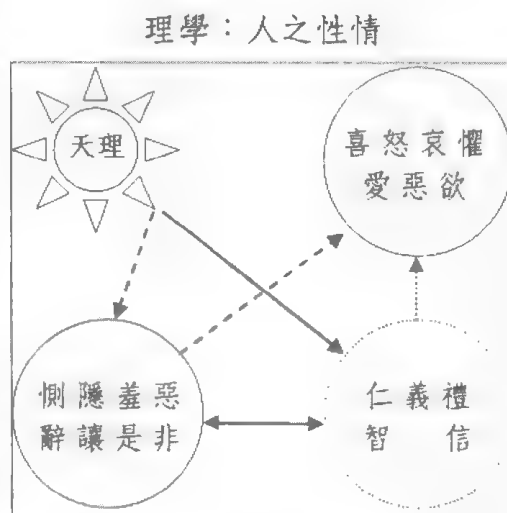 理學：人之性情
天理
喜怒哀懼
愛惡欲
惻隱羞惡
辭讓是非
仁義禮
智 信